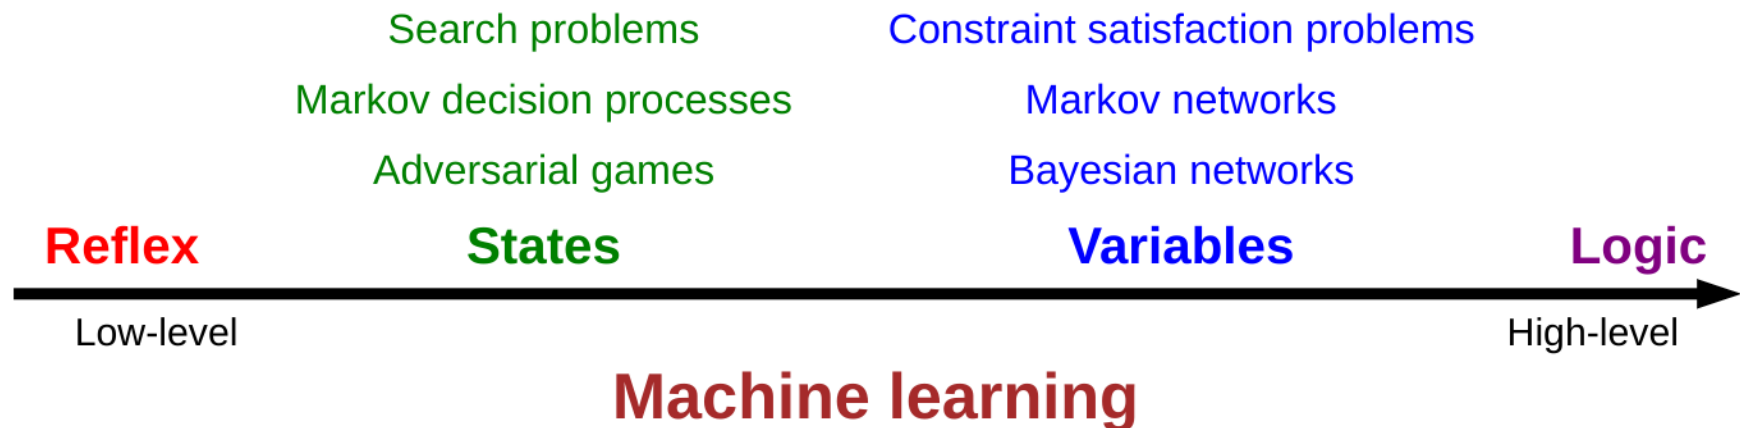 Search problems
Constraint satisfaction problems
Markov decision processes
Markov networks
Adversarial games
Bayesian networks
Reflex
States
Variables
Logic
Low-level
High-level
Machine learning